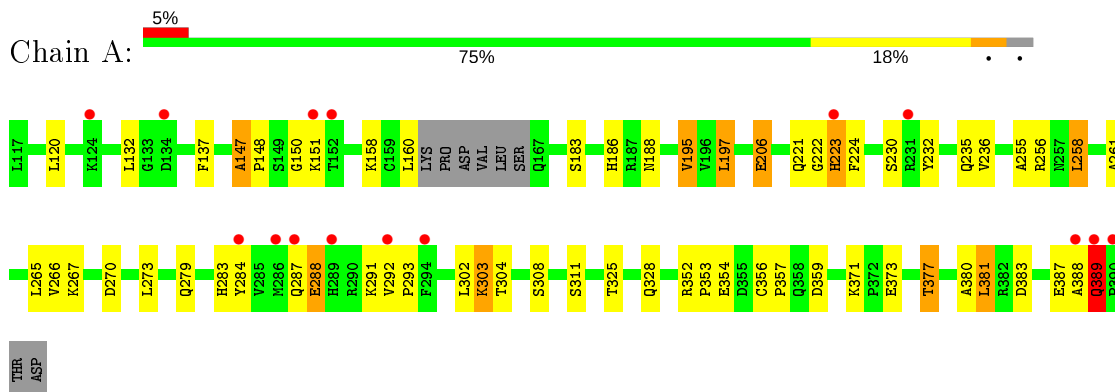 5%
Chain A:
75% 18% • •
L117 L120 K124 L132 G133 D134 F137 A147 P148 S149 G150 K151 T152 K158 C159 L160 LYS PRO ASP VAL LEU SER Q167 S183 H186 R187 N188 V195 V196 L197 E206 Q221 G222 H223 F224 S230 R231 Y232 Q235 V236 A255 R256 N257 L258 A261
L265 V266 K267 D270 L273 Q279 H283 Y284 V285 M286 Q287 E288 H289 R290 K291 V292 P293 F294 L302 K303 T304 S308 S311 T325 Q328 R352 P353 E354 D355 C356 P357 Q358 D359 K371 P372 E373 T377 A380 L381 R382 D383 E387 A388 Q389 P390
THR ASP